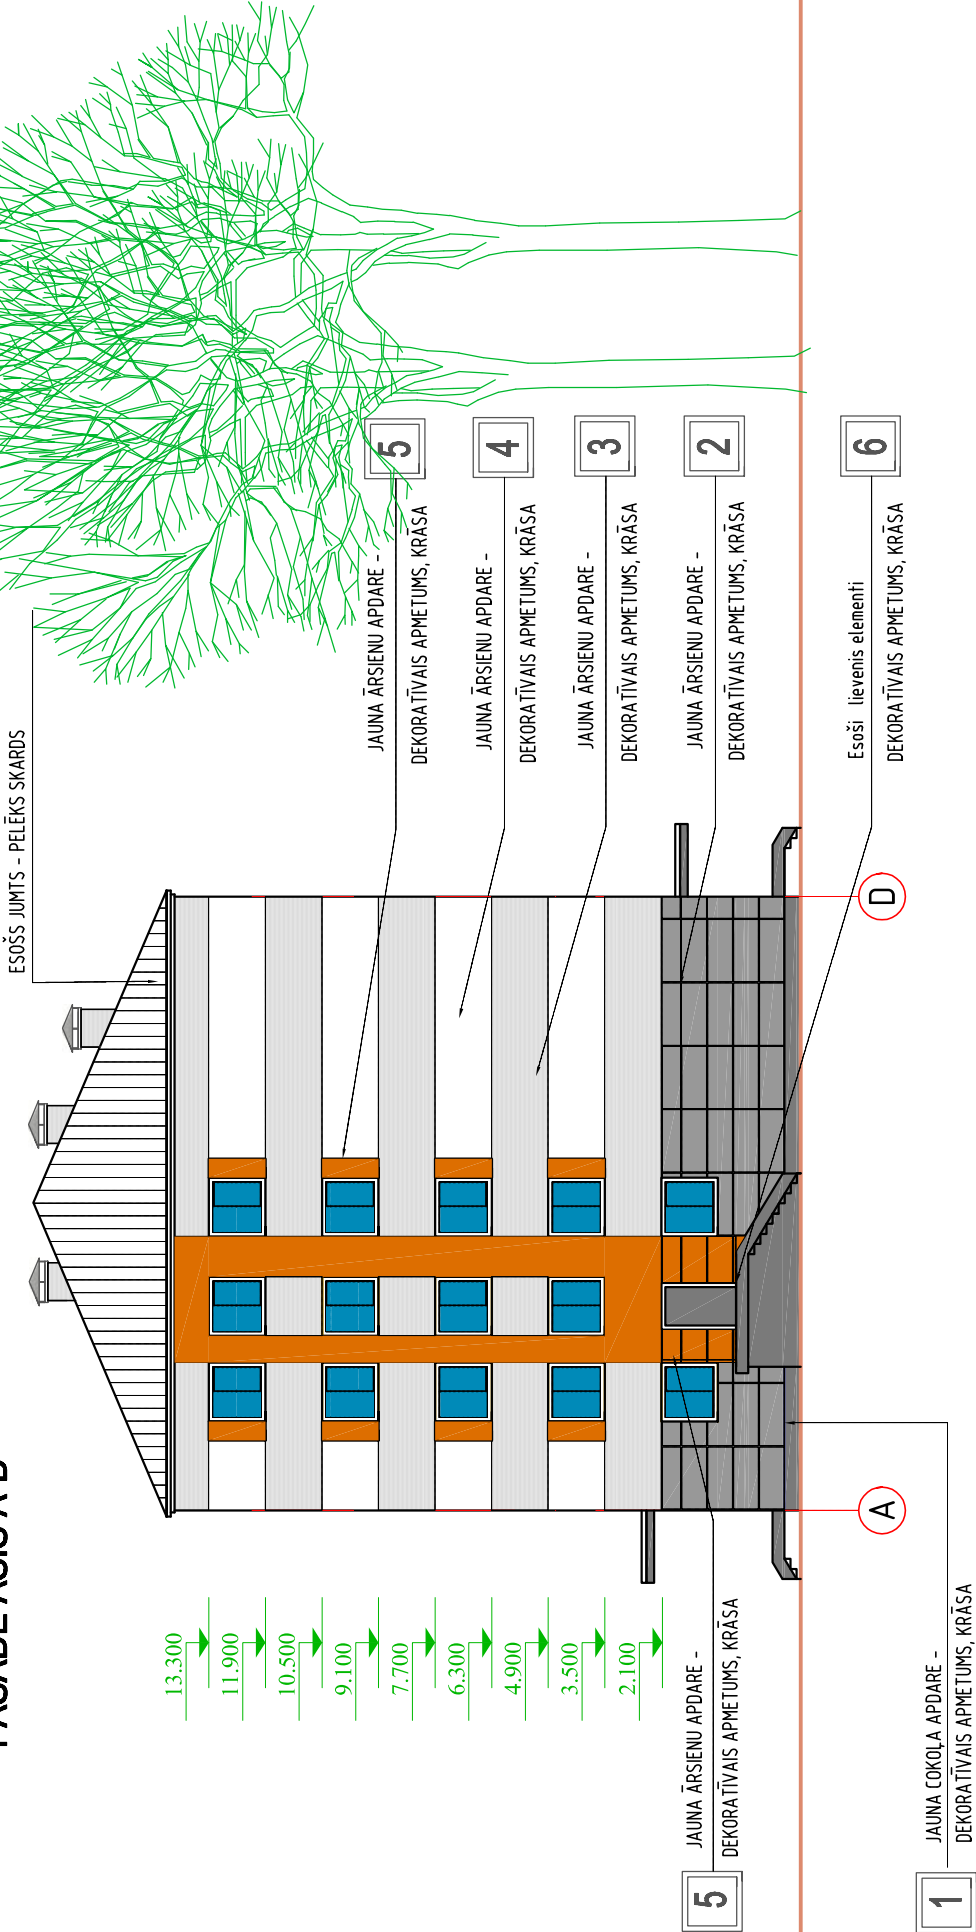 ESOŠS JUMTS - PELĒKS SKARDS
JAUNA ĀRSIENU APDARE -
DEKORATĪVAIS APMETUMS, KRĀSA
5
JAUNA ĀRSIENU APDARE -
DEKORATĪVAIS APMETUMS, KRĀSA
4
JAUNA ĀRSIENU APDARE -
DEKORATĪVAIS APMETUMS, KRĀSA
3
JAUNA ĀRSIENU APDARE -
DEKORATĪVAIS APMETUMS, KRĀSA
2
Esoši lievenis elementi
DEKORATĪVAIS APMETUMS, KRĀSA
6
13.300
11.900
10.500
9.100
7.700
6.300
4.900
3.500
2.100
A
D
5
JAUNA ĀRSIENU APDARE -
DEKORATĪVAIS APMETUMS, KRĀSA
1
JAUNA COKOĻA APDARE -
DEKORATĪVAIS APMETUMS, KRĀSA